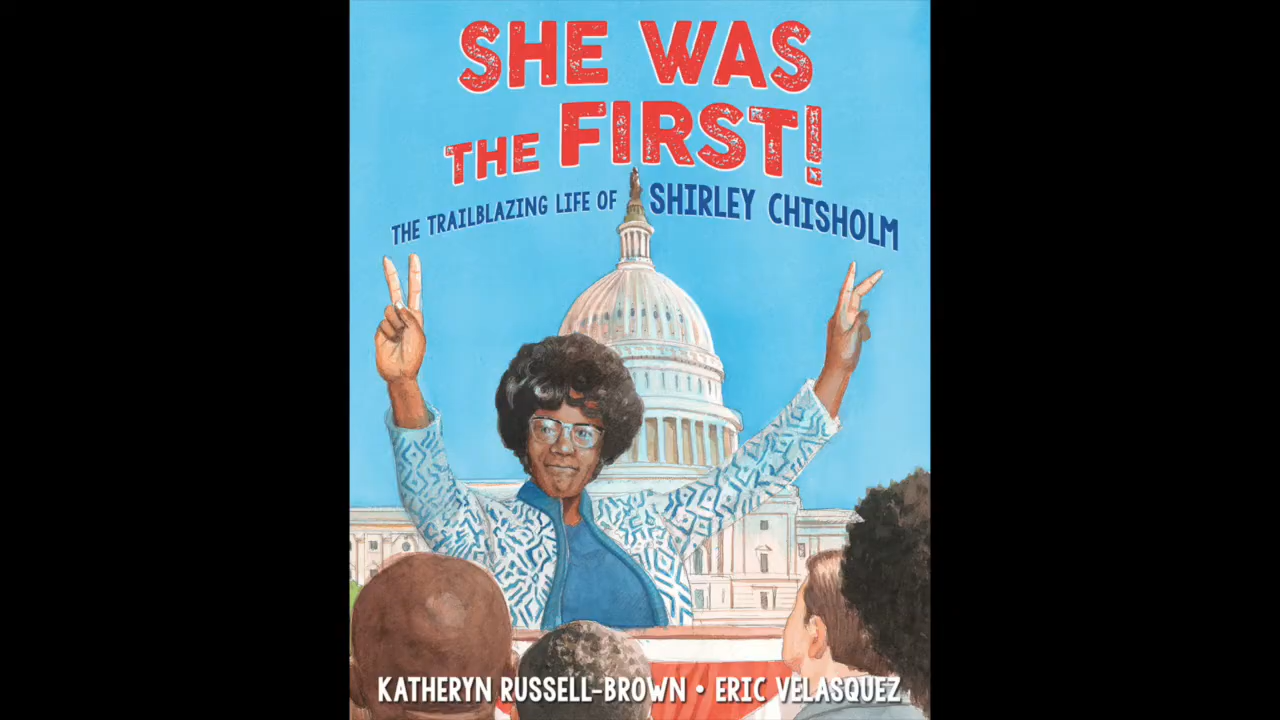 SHE WAS
THE FIRST!
THE TRAILBLAZING LIFE OF SHIRLEY CHISHOLM
KATHERYN RUSSELL-BROWN • ERIC VELASQUEZ